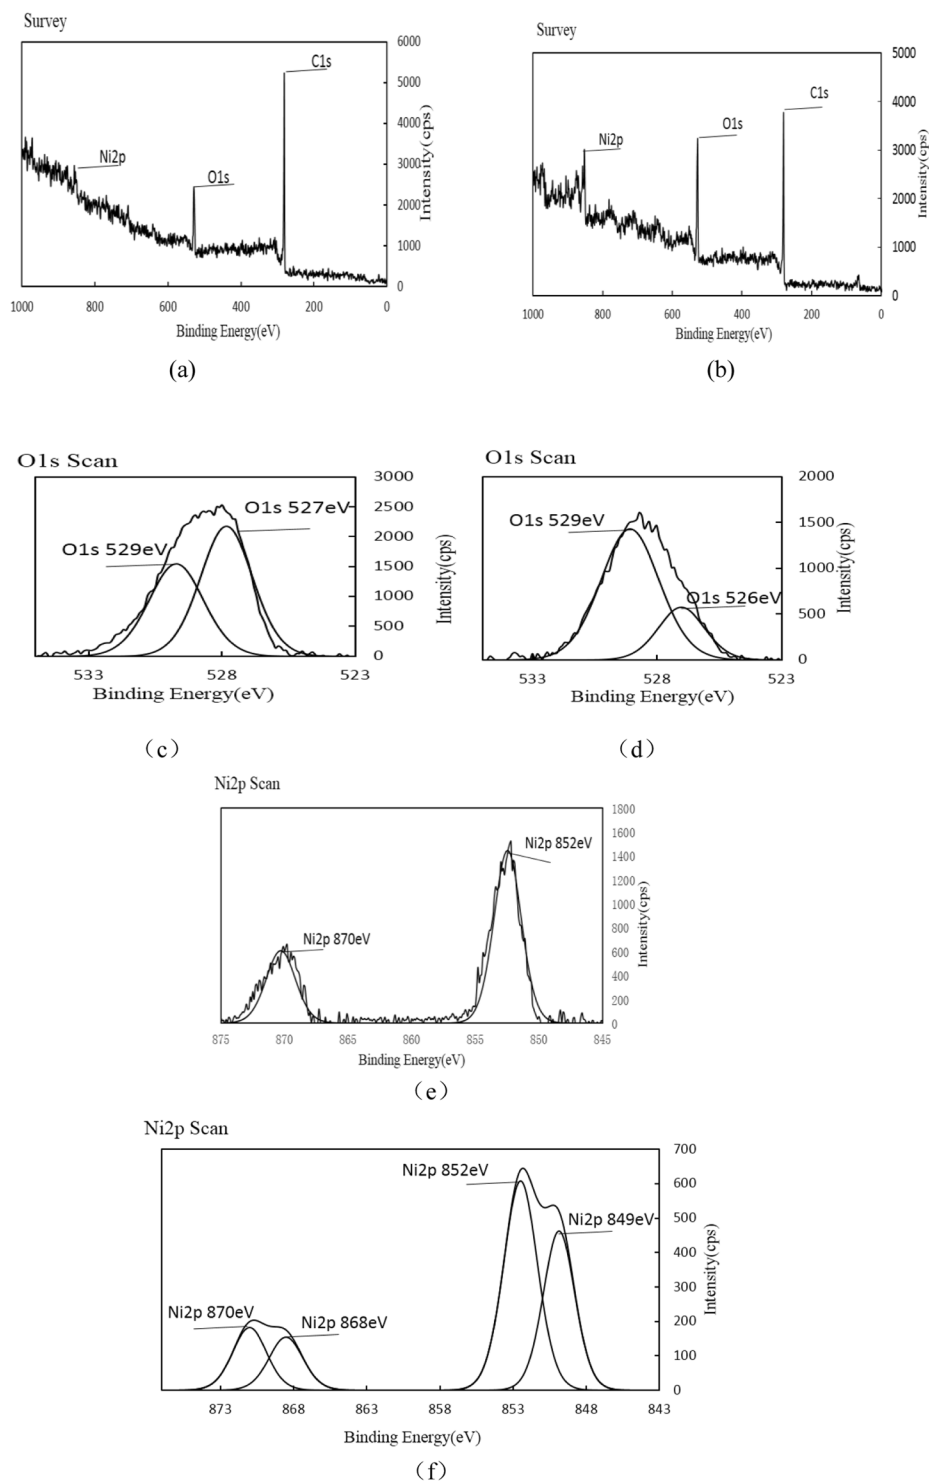 Survey
6000
C1s
5000
4000
Ni2p
3000
O1s
2000
1000
0
Intensity(cps)
1000 800 600 400 200 0
Binding Energy(eV)
(a)
Survey
5000
C1s
4000
O1s
Ni2p
3000
2000
1000
0
Intensity(cps)
1000 800 600 400 200 0
Binding Energy(eV)
(b)
O1s Scan
3000
2500
O1s 527eV
2000
O1s 529eV
1500
1000
500
0
Intensity(cps)
533 528 523
Binding Energy(eV)
(c)
O1s Scan
2000
O1s 529eV
1500
1000
O1s 526eV
500
0
Intensity(cps)
533 528 523
Binding Energy(eV)
(d)
Ni2p Scan
1800
1600
Ni2p 852eV
1400
1200
1000
800
Ni2p 870eV
600
400
200
0
Intensity(cps)
875 870 865 860 855 850 845
Binding Energy(eV)
(e)
Ni2p Scan
700
Ni2p 852eV
600
500
Ni2p 849eV
400
300
Ni2p 870eV
200
Ni2p 868eV
100
0
Intensity(cps)
873 868 863 858 853 848 843
Binding Energy(eV)
(f)